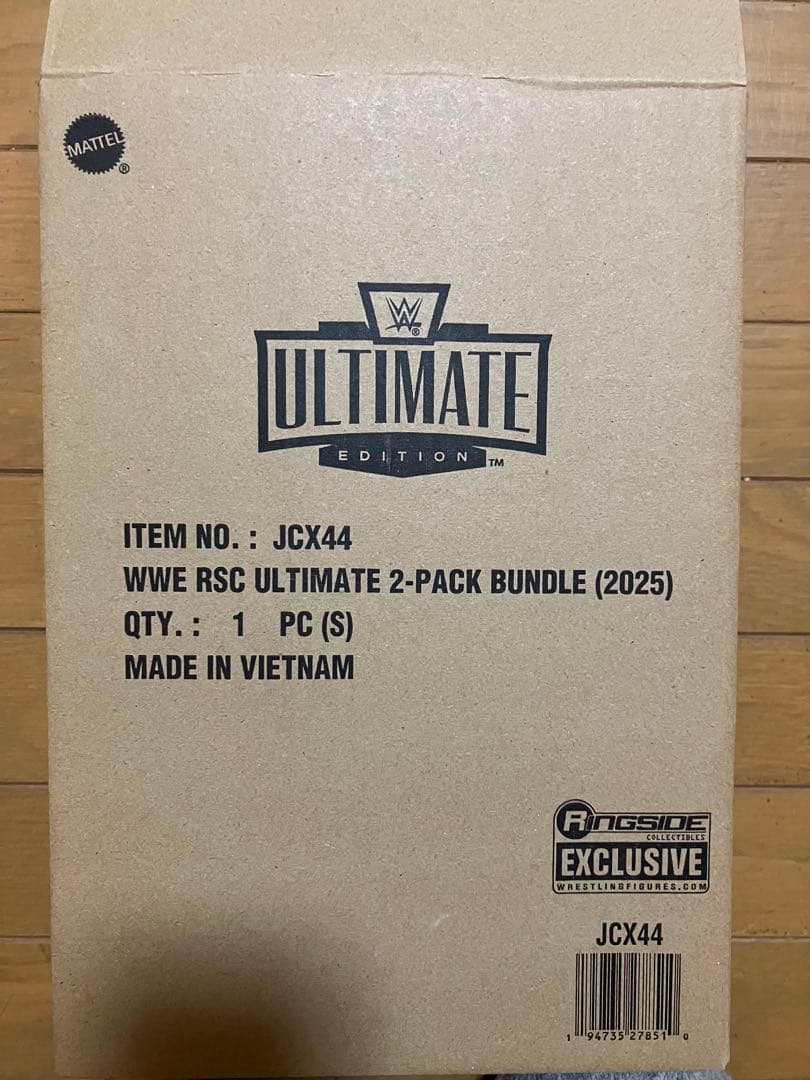 MATTEL
®
W
®
ULTIMATE
EDITION ™
ITEM NO. : JCX44
WWE RSC ULTIMATE 2-PACK BUNDLE (2025)
QTY. : 1 PC (S)
MADE IN VIETNAM
RINGSIDE
COLLECTIBLES
EXCLUSIVE
WRESTLINGFIGURES.COM
JCX44
1 94735 27851 0